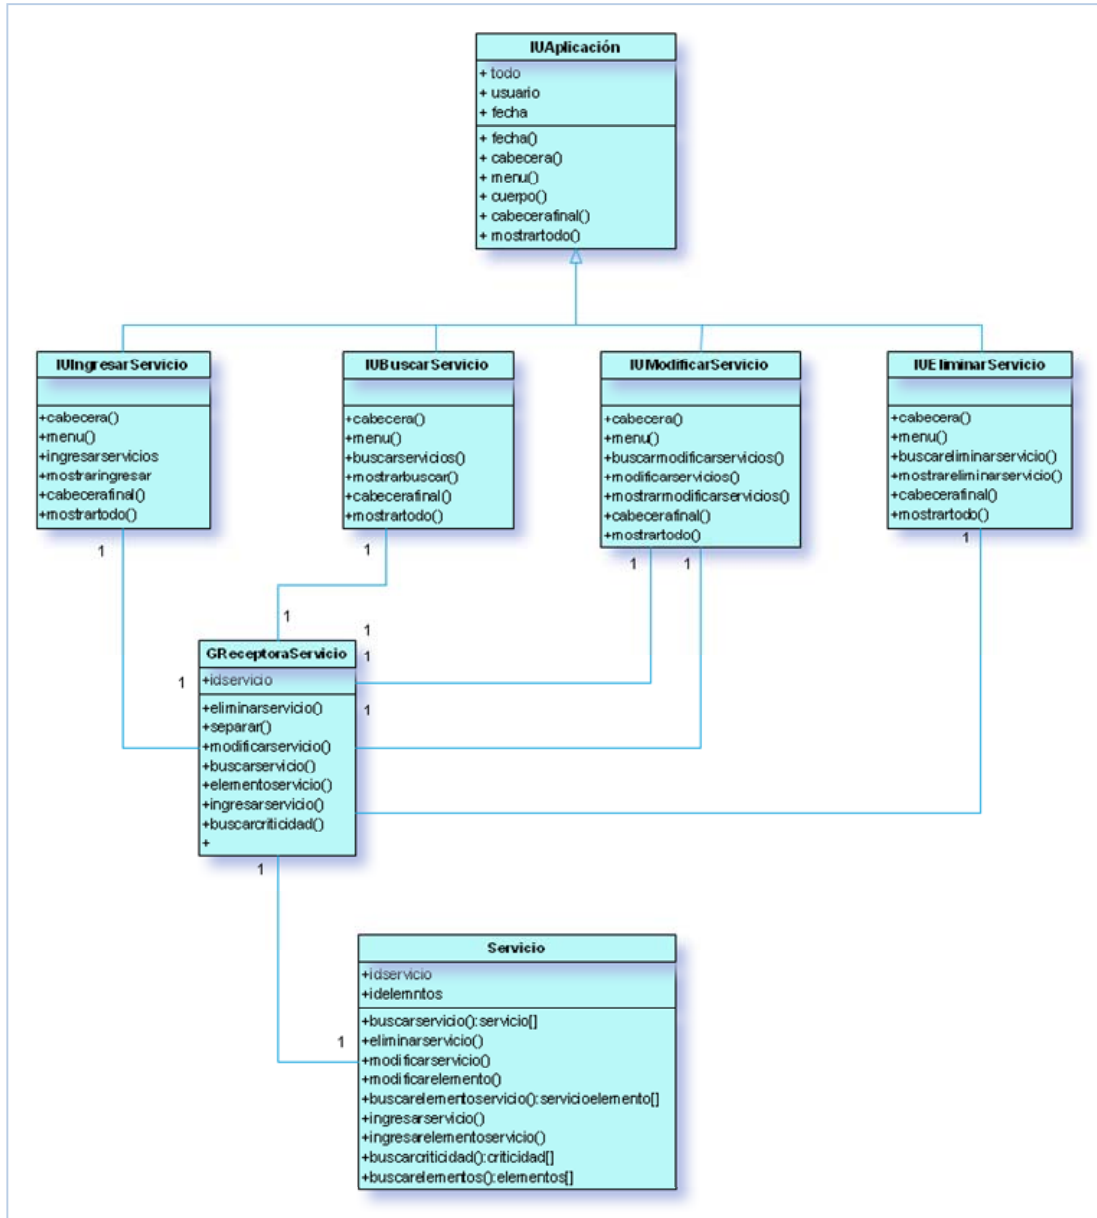 IUAplicación
+ todo
+ usuario
+ fecha
+ fecha()
+ cabecera()
+ menu()
+ cuerpo()
+ cabecerafinal()
+ mostrartodo()
IUIngresarServicio
+cabecera()
+menu()
+ingresarservicios
+mostraringresar
+cabecerafinal()
+mostrartodo()
1
IUBuscarServicio
+cabecera()
+menu()
+buscarservicios()
+mostrarbuscar()
+cabecerafinal()
+mostrartodo()
1
IUModificarServicio
+cabecera()
+menu()
+buscarmodificarservicios()
+modificarservicios()
+mostrarmodificarservicios()
+cabecerafinal()
+mostrartodo()
1 1
IUEliminarServicio
+cabecera()
+menu()
+buscareliminarservicio()
+mostrareliminarservicio()
+cabecerafinal()
+mostrartodo()
1
1
1
1
1
1
GReceptoraServicio
+idservicio
+eliminarservicio()
+separar()
+modificarservicio()
+buscarservicio()
+elementoservicio()
+ingresarservicio()
+buscarcriticidad()
+
1
1
Servicio
+idservicio
+idelemntos
+buscarservicio():servicio[]
+eliminarservicio()
+modificarservicio()
+modificarelemento()
+buscarelementoservicio():servicioelemento[]
+ingresarservicio()
+ingresarelementoservicio()
+buscarcriticidad():criticidad[]
+buscarelementos():elementos[]